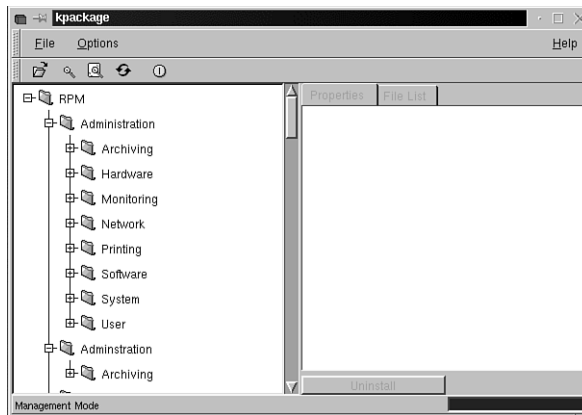 kpackage
File Options Help
RPM
Administration
Archiving
Hardware
Monitoring
Network
Printing
Software
System
User
Adminstration
Archiving
Properties File List
Uninstall
Management Mode